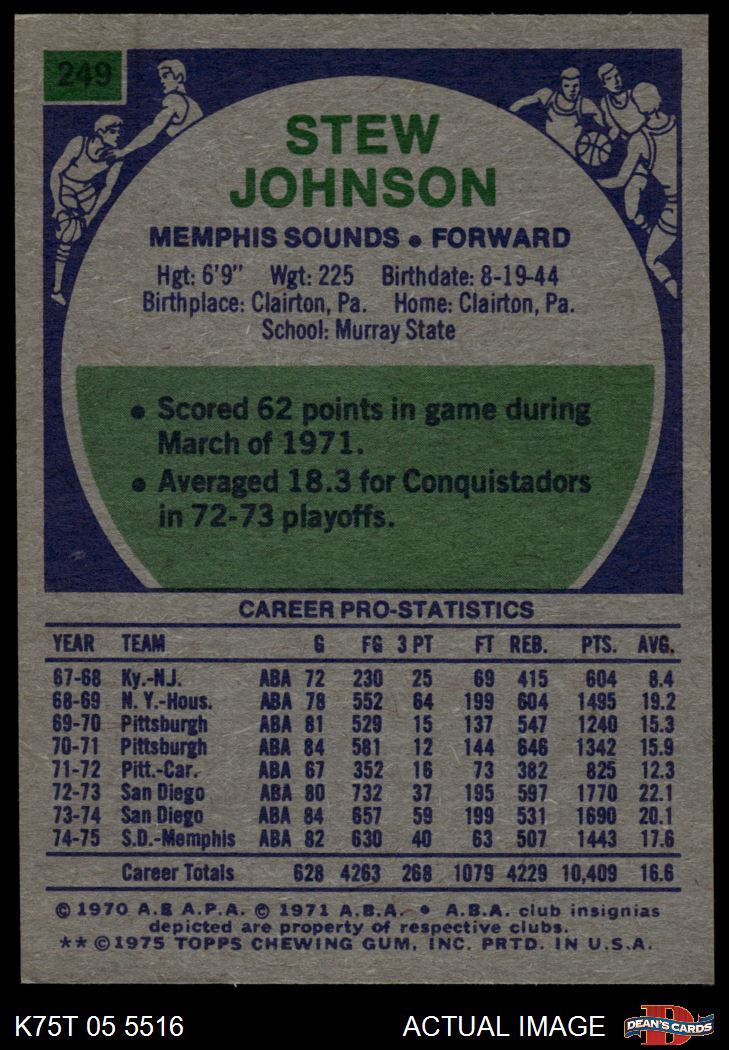 249
STEW
JOHNSON
MEMPHIS SOUNDS • FORWARD
Hgt: 6'9" Wgt: 225 Birthdate: 8-19-44
Birthplace: Clairton, Pa. Home: Clairton, Pa.
School: Murray State
• Scored 62 points in game during
March of 1971.
• Averaged 18.3 for Conquistadors
in 72-73 playoffs.
CAREER PRO-STATISTICS
YEAR TEAM G FG 3 PT FT REB. PTS. AVG.
67-68 Ky.-N.J. ABA 72 230 25 69 415 604 8.4
68-69 N. Y.-Hous. ABA 78 552 64 199 604 1495 19.2
69-70 Pittsburgh ABA 81 529 15 137 547 1240 15.3
70-71 Pittsburgh ABA 84 581 12 144 646 1342 15.9
71-72 Pitt.-Car. ABA 67 352 16 73 382 825 12.3
72-73 San Diego ABA 80 732 37 195 597 1770 22.1
73-74 San Diego ABA 84 657 59 199 531 1690 20.1
74-75 S.D.-Memphis ABA 82 630 40 63 507 1443 17.6
Career Totals 628 4263 268 1079 4229 10,409 16.6
© 1970 A.B.A.P.A. © 1971 A.B.A. • A.B.A. club insignias
depicted are property of respective clubs.
** © 1975 TOPPS CHEWING GUM, INC. PRTD. IN U.S.A.
K75T 05 5516 ACTUAL IMAGE DEAN'S CARDS